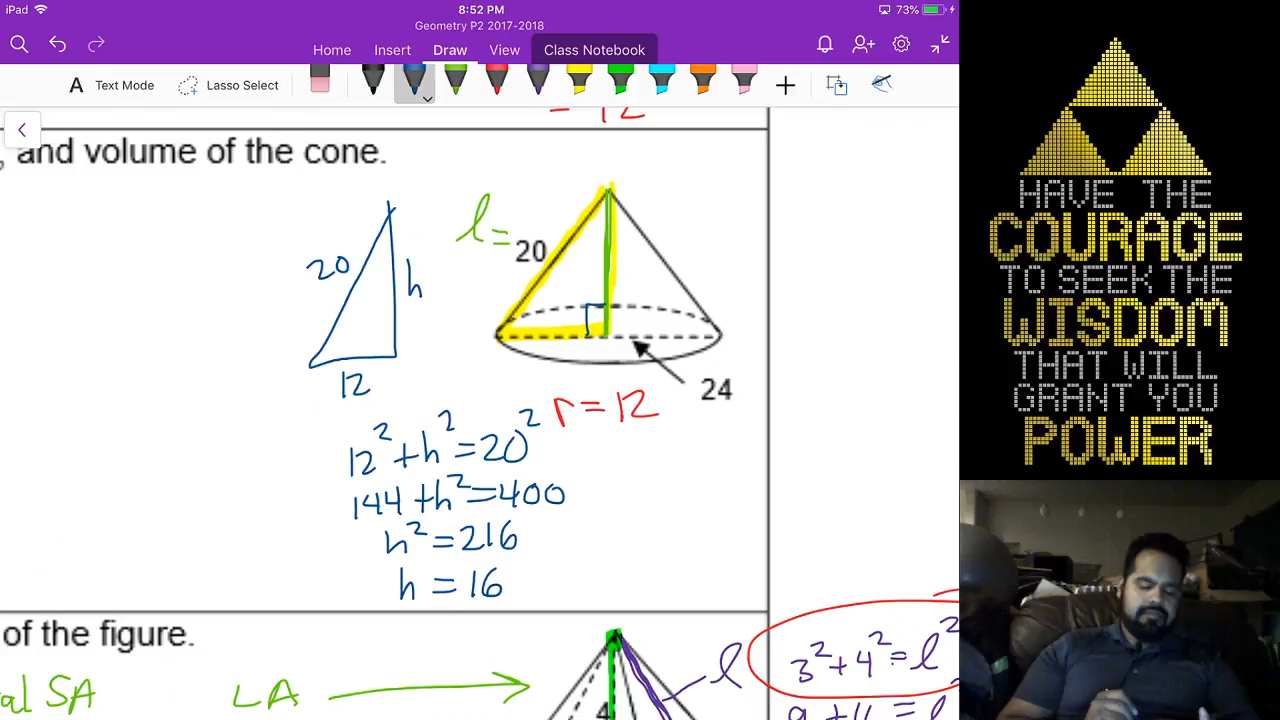 iPad
8:52 PM
73%
Geometry P2 2017-2018
Home Insert Draw View Class Notebook
A Text Mode Lasso Select
= 12
, and volume of the cone.
20
h
12
l =
20
24
r = 12
12² + h² = 20²
144 + h² = 400
h² = 216
h = 16
of the figure.
al SA
LA
l
4
3² + 4² = l²
HAVE THE
COURAGE
TO SEEK THE
WISDOM
THAT WILL
GRANT YOU
POWER